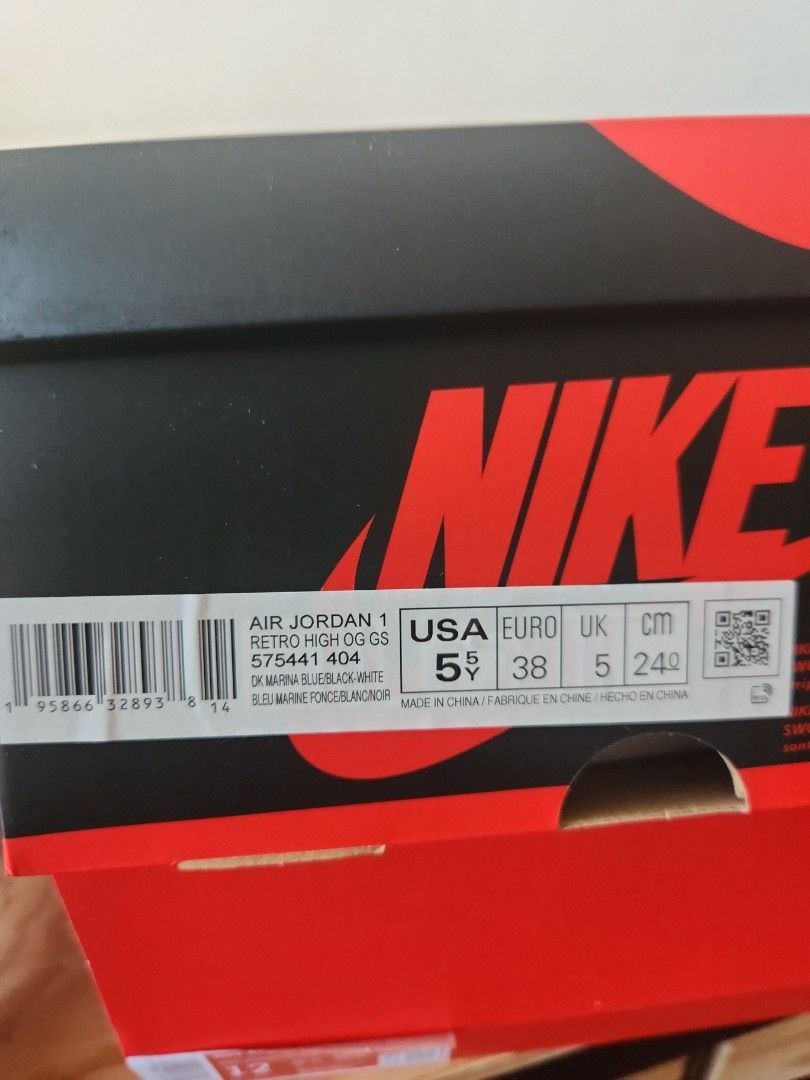 NIKE
AIR JORDAN 1
RETRO HIGH OG GS
575441 404
DK MARINA BLUE/BLACK-WHITE
BLEU MARINE FONCE/BLANC/NOIR
1 95866 32893 8 14
USA EURO UK cm
5 5 Y 38 5 24.0
MADE IN CHINA / FABRIQUE EN CHINE / HECHO EN CHINA